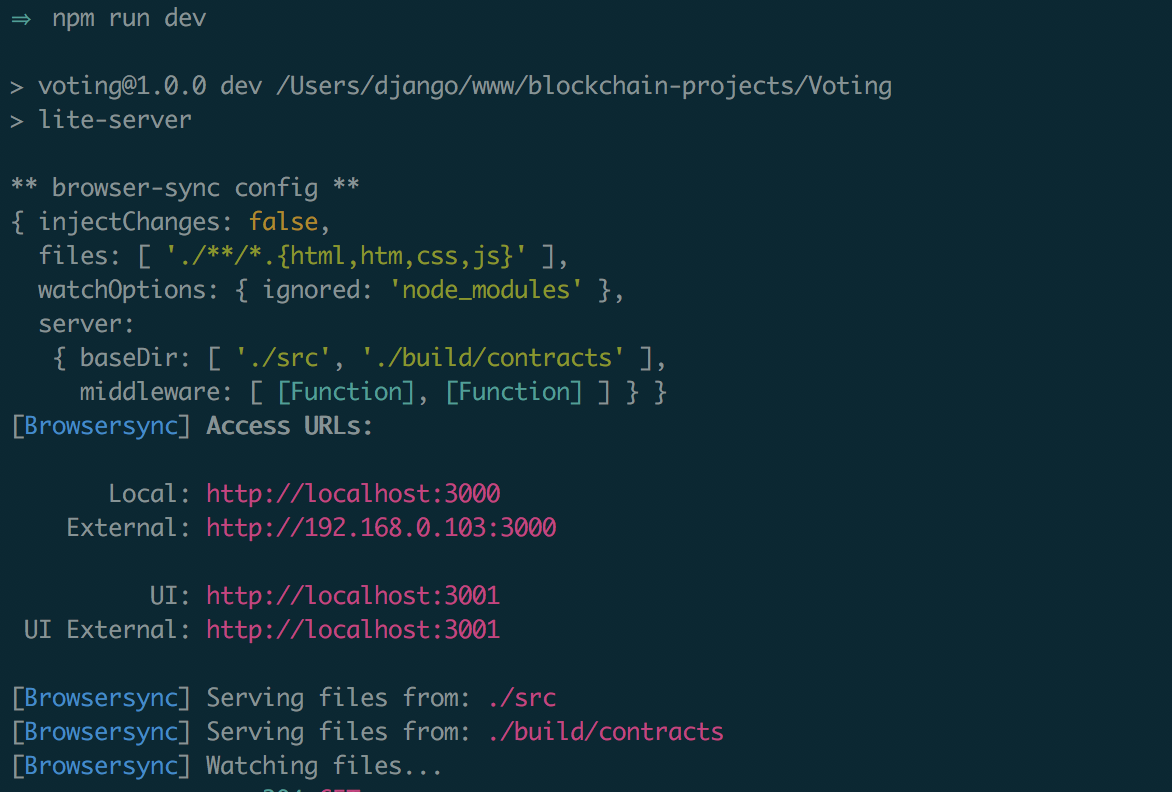 ⇒ npm run dev
> voting@1.0.0 dev /Users/django/www/blockchain-projects/Voting
> lite-server
** browser-sync config **
{ injectChanges: false,
files: [ './**/*.{html,htm,css,js}' ],
watchOptions: { ignored: 'node_modules' },
server:
{ baseDir: [ './src', './build/contracts' ],
middleware: [ [Function], [Function] ] } }
[Browsersync] Access URLs:
Local: http://localhost:3000
External: http://192.168.0.103:3000
UI: http://localhost:3001
UI External: http://localhost:3001
[Browsersync] Serving files from: ./src
[Browsersync] Serving files from: ./build/contracts
[Browsersync] Watching files...